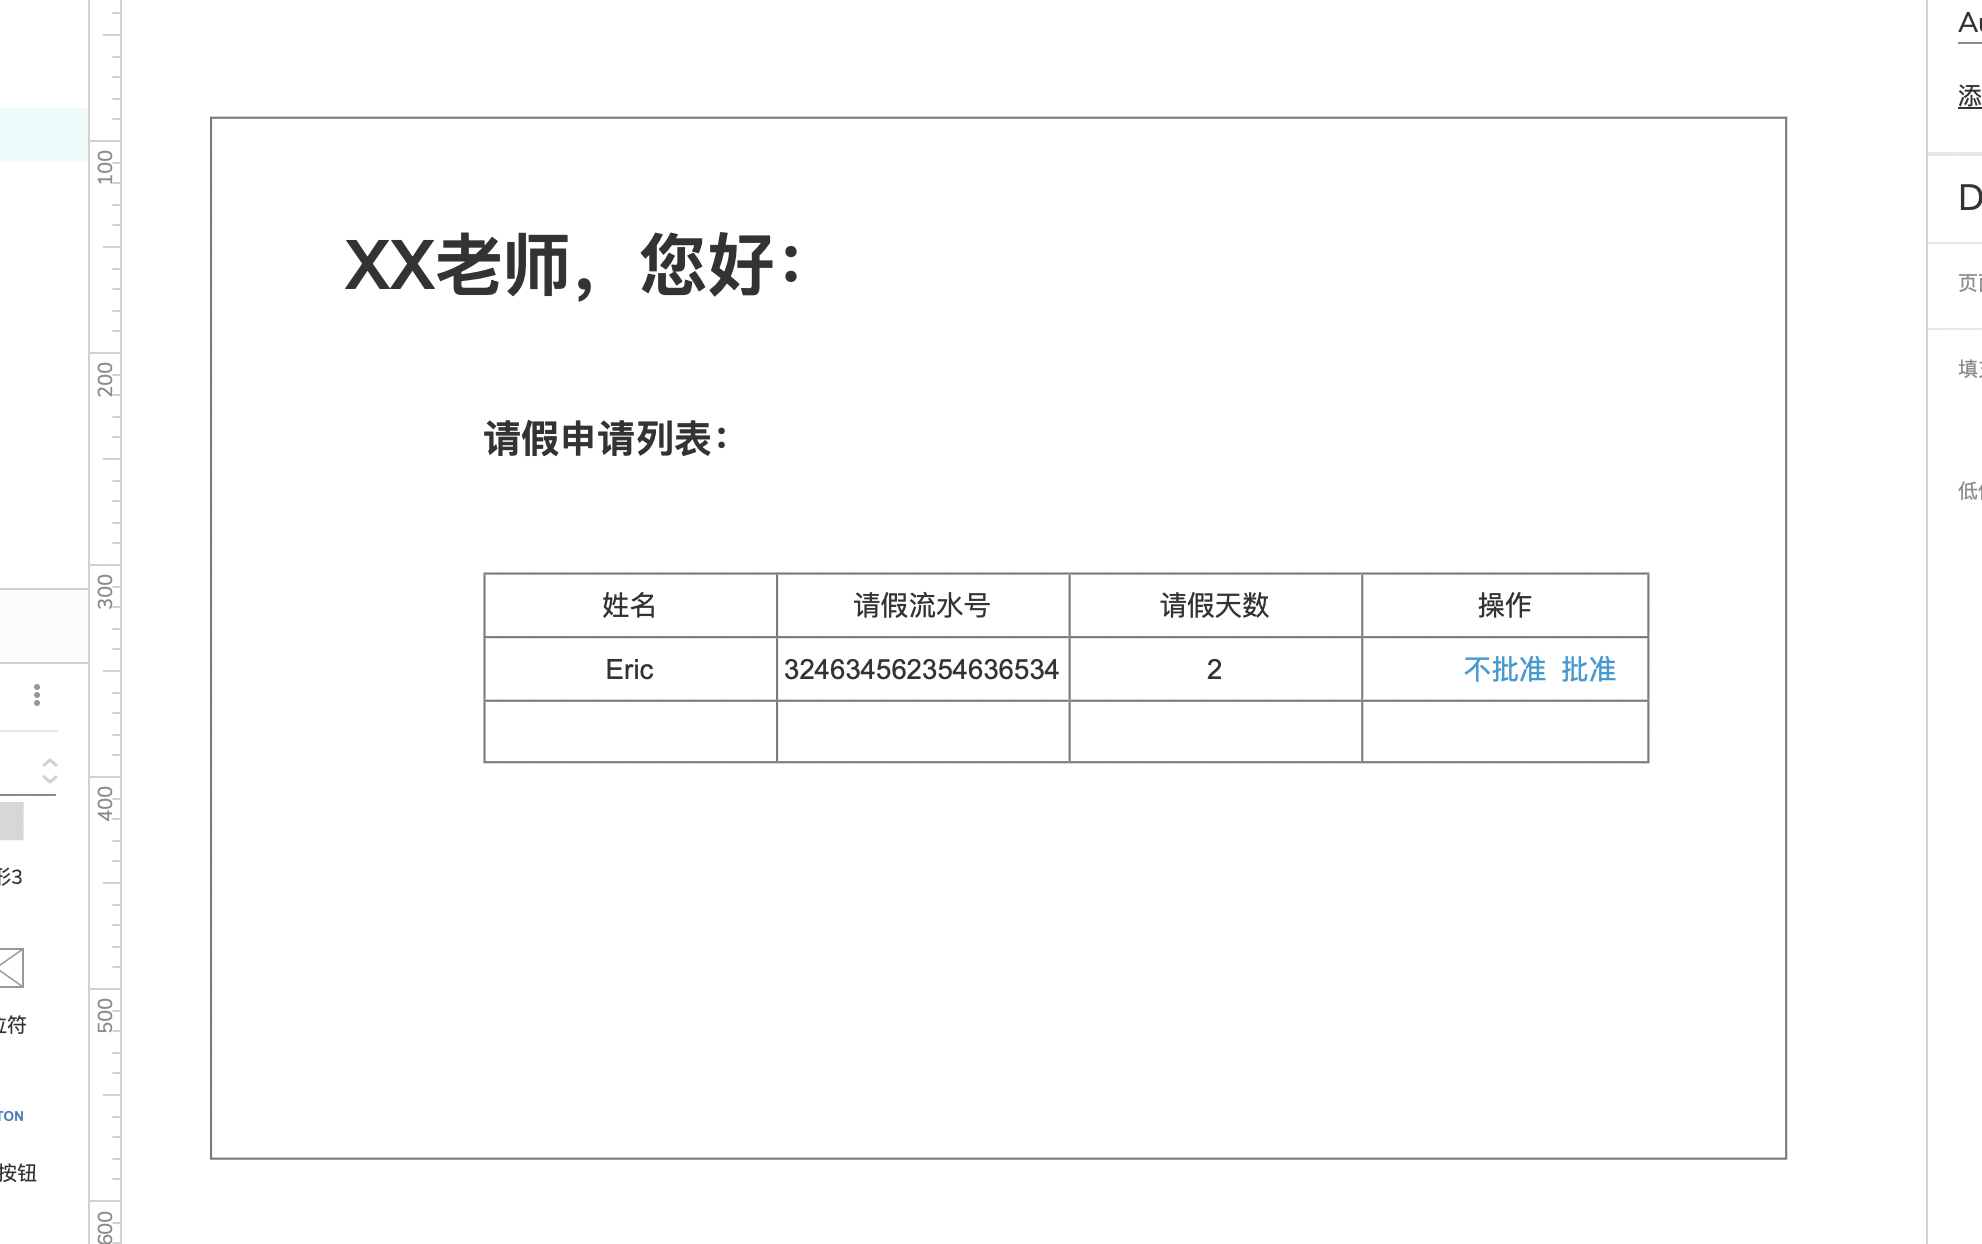 100
200
300
400
500
600
XX老师，您好：
请假申请列表：
姓名 请假流水号 请假天数 操作
Eric 324634562354636534 2 不批准 批准
形3
位符
TON
按钮
Au
添
D
页面
填充
低